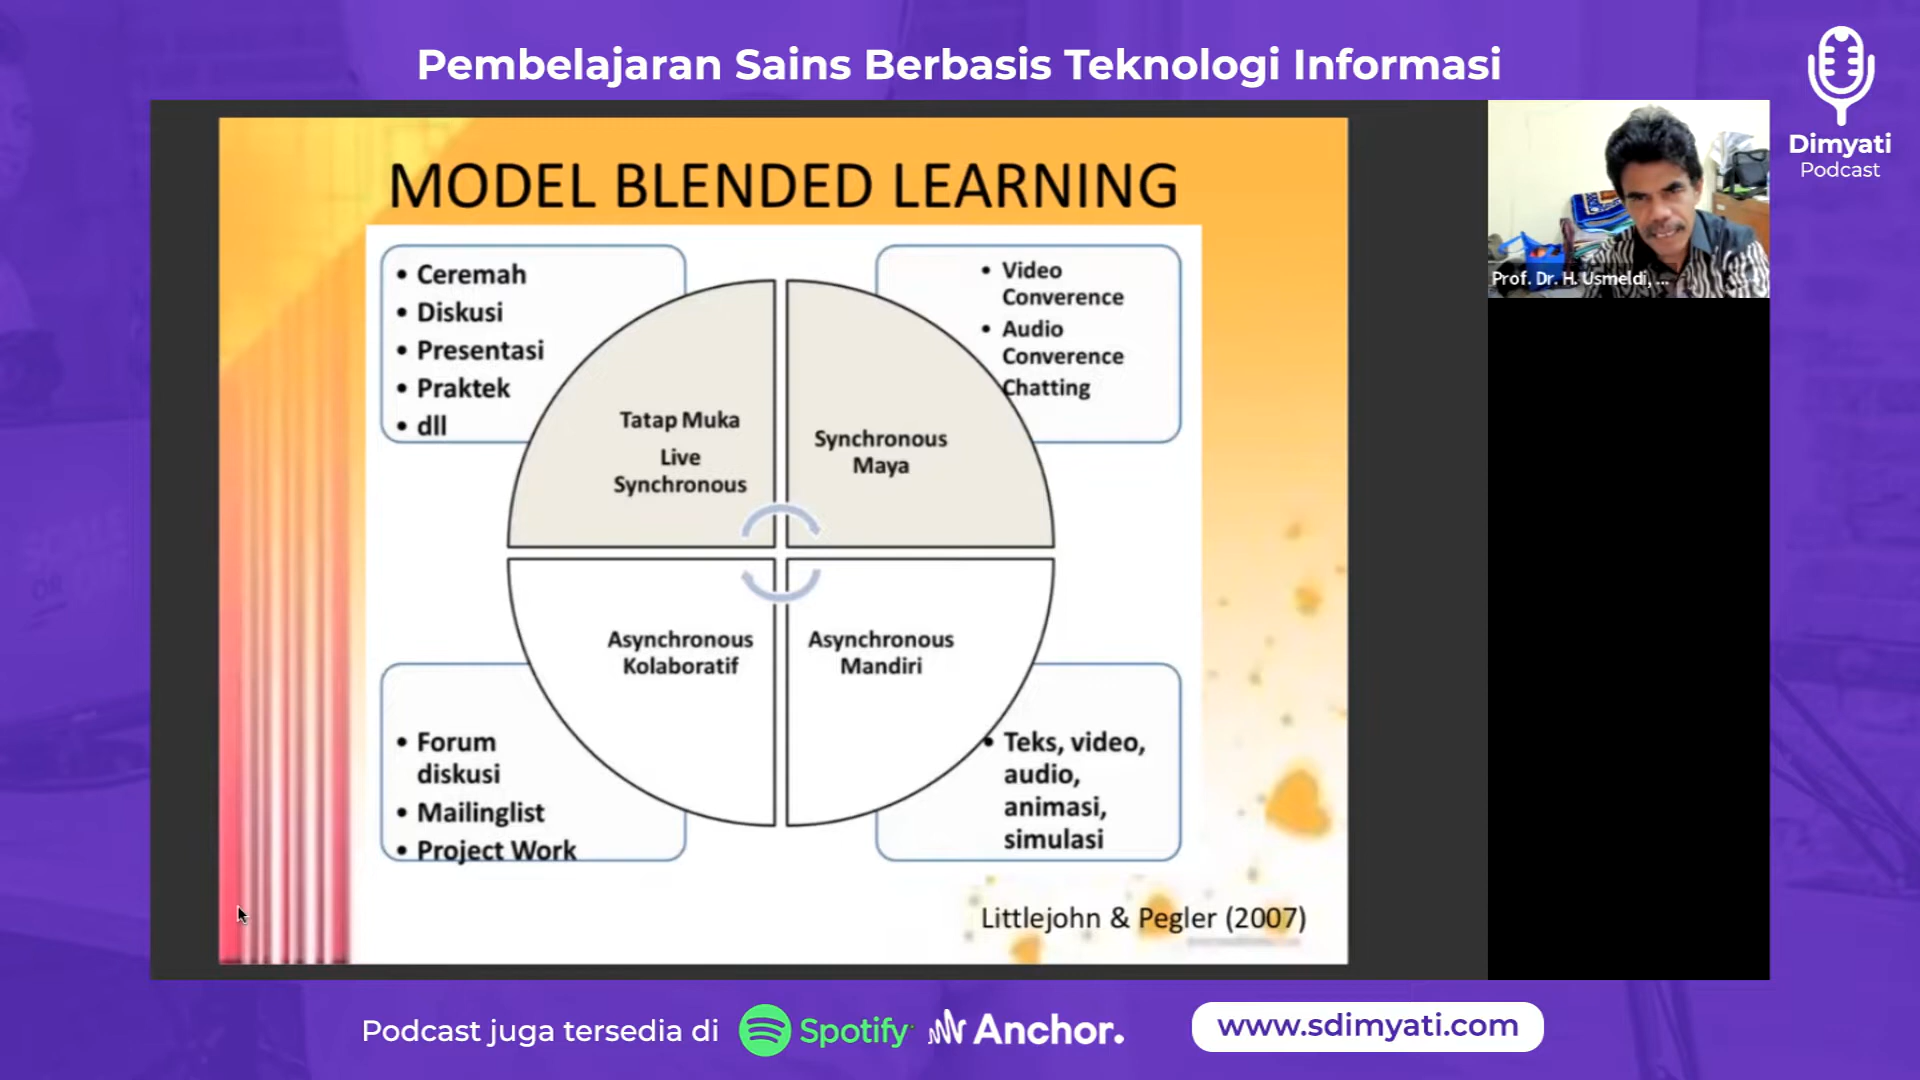 Pembelajaran Sains Berbasis Teknologi Informasi
Dimyati
Podcast
Prof. Dr. H. Usmeldi, ...
MODEL BLENDED LEARNING
• Ceremah
• Diskusi
• Presentasi
• Praktek
• dll
• Video
Converence
• Audio
Converence
Chatting
Tatap Muka
Live
Synchronous
Synchronous
Maya
Asynchronous
Kolaboratif
Asynchronous
Mandiri
• Forum
diskusi
• Mailinglist
• Project Work
• Teks, video,
audio,
animasi,
simulasi
Littlejohn & Pegler (2007)
Podcast juga tersedia di
Spotify
Anchor.
www.sdimyati.com